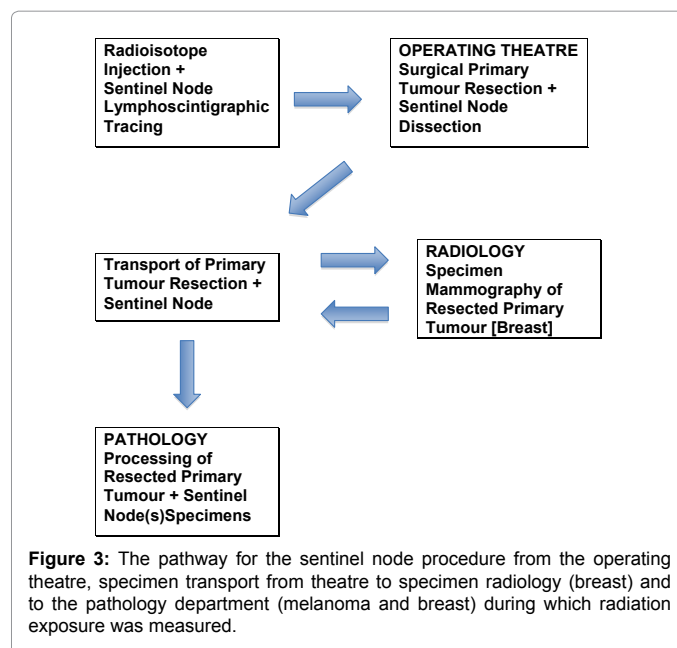 Radioisotope
Injection +
Sentinel Node
Lymphoscintigraphic
Tracing
OPERATING THEATRE
Surgical Primary
Tumour Resection +
Sentinel Node
Dissection
Transport of Primary
Tumour Resection +
Sentinel Node
RADIOLOGY
Specimen
Mammography of
Resected Primary
Tumour [Breast]
PATHOLOGY
Processing of
Resected Primary
Tumour + Sentinel
Node(s)Specimens
Figure 3: The pathway for the sentinel node procedure from the operating
theatre, specimen transport from theatre to specimen radiology (breast) and
to the pathology department (melanoma and breast) during which radiation
exposure was measured.